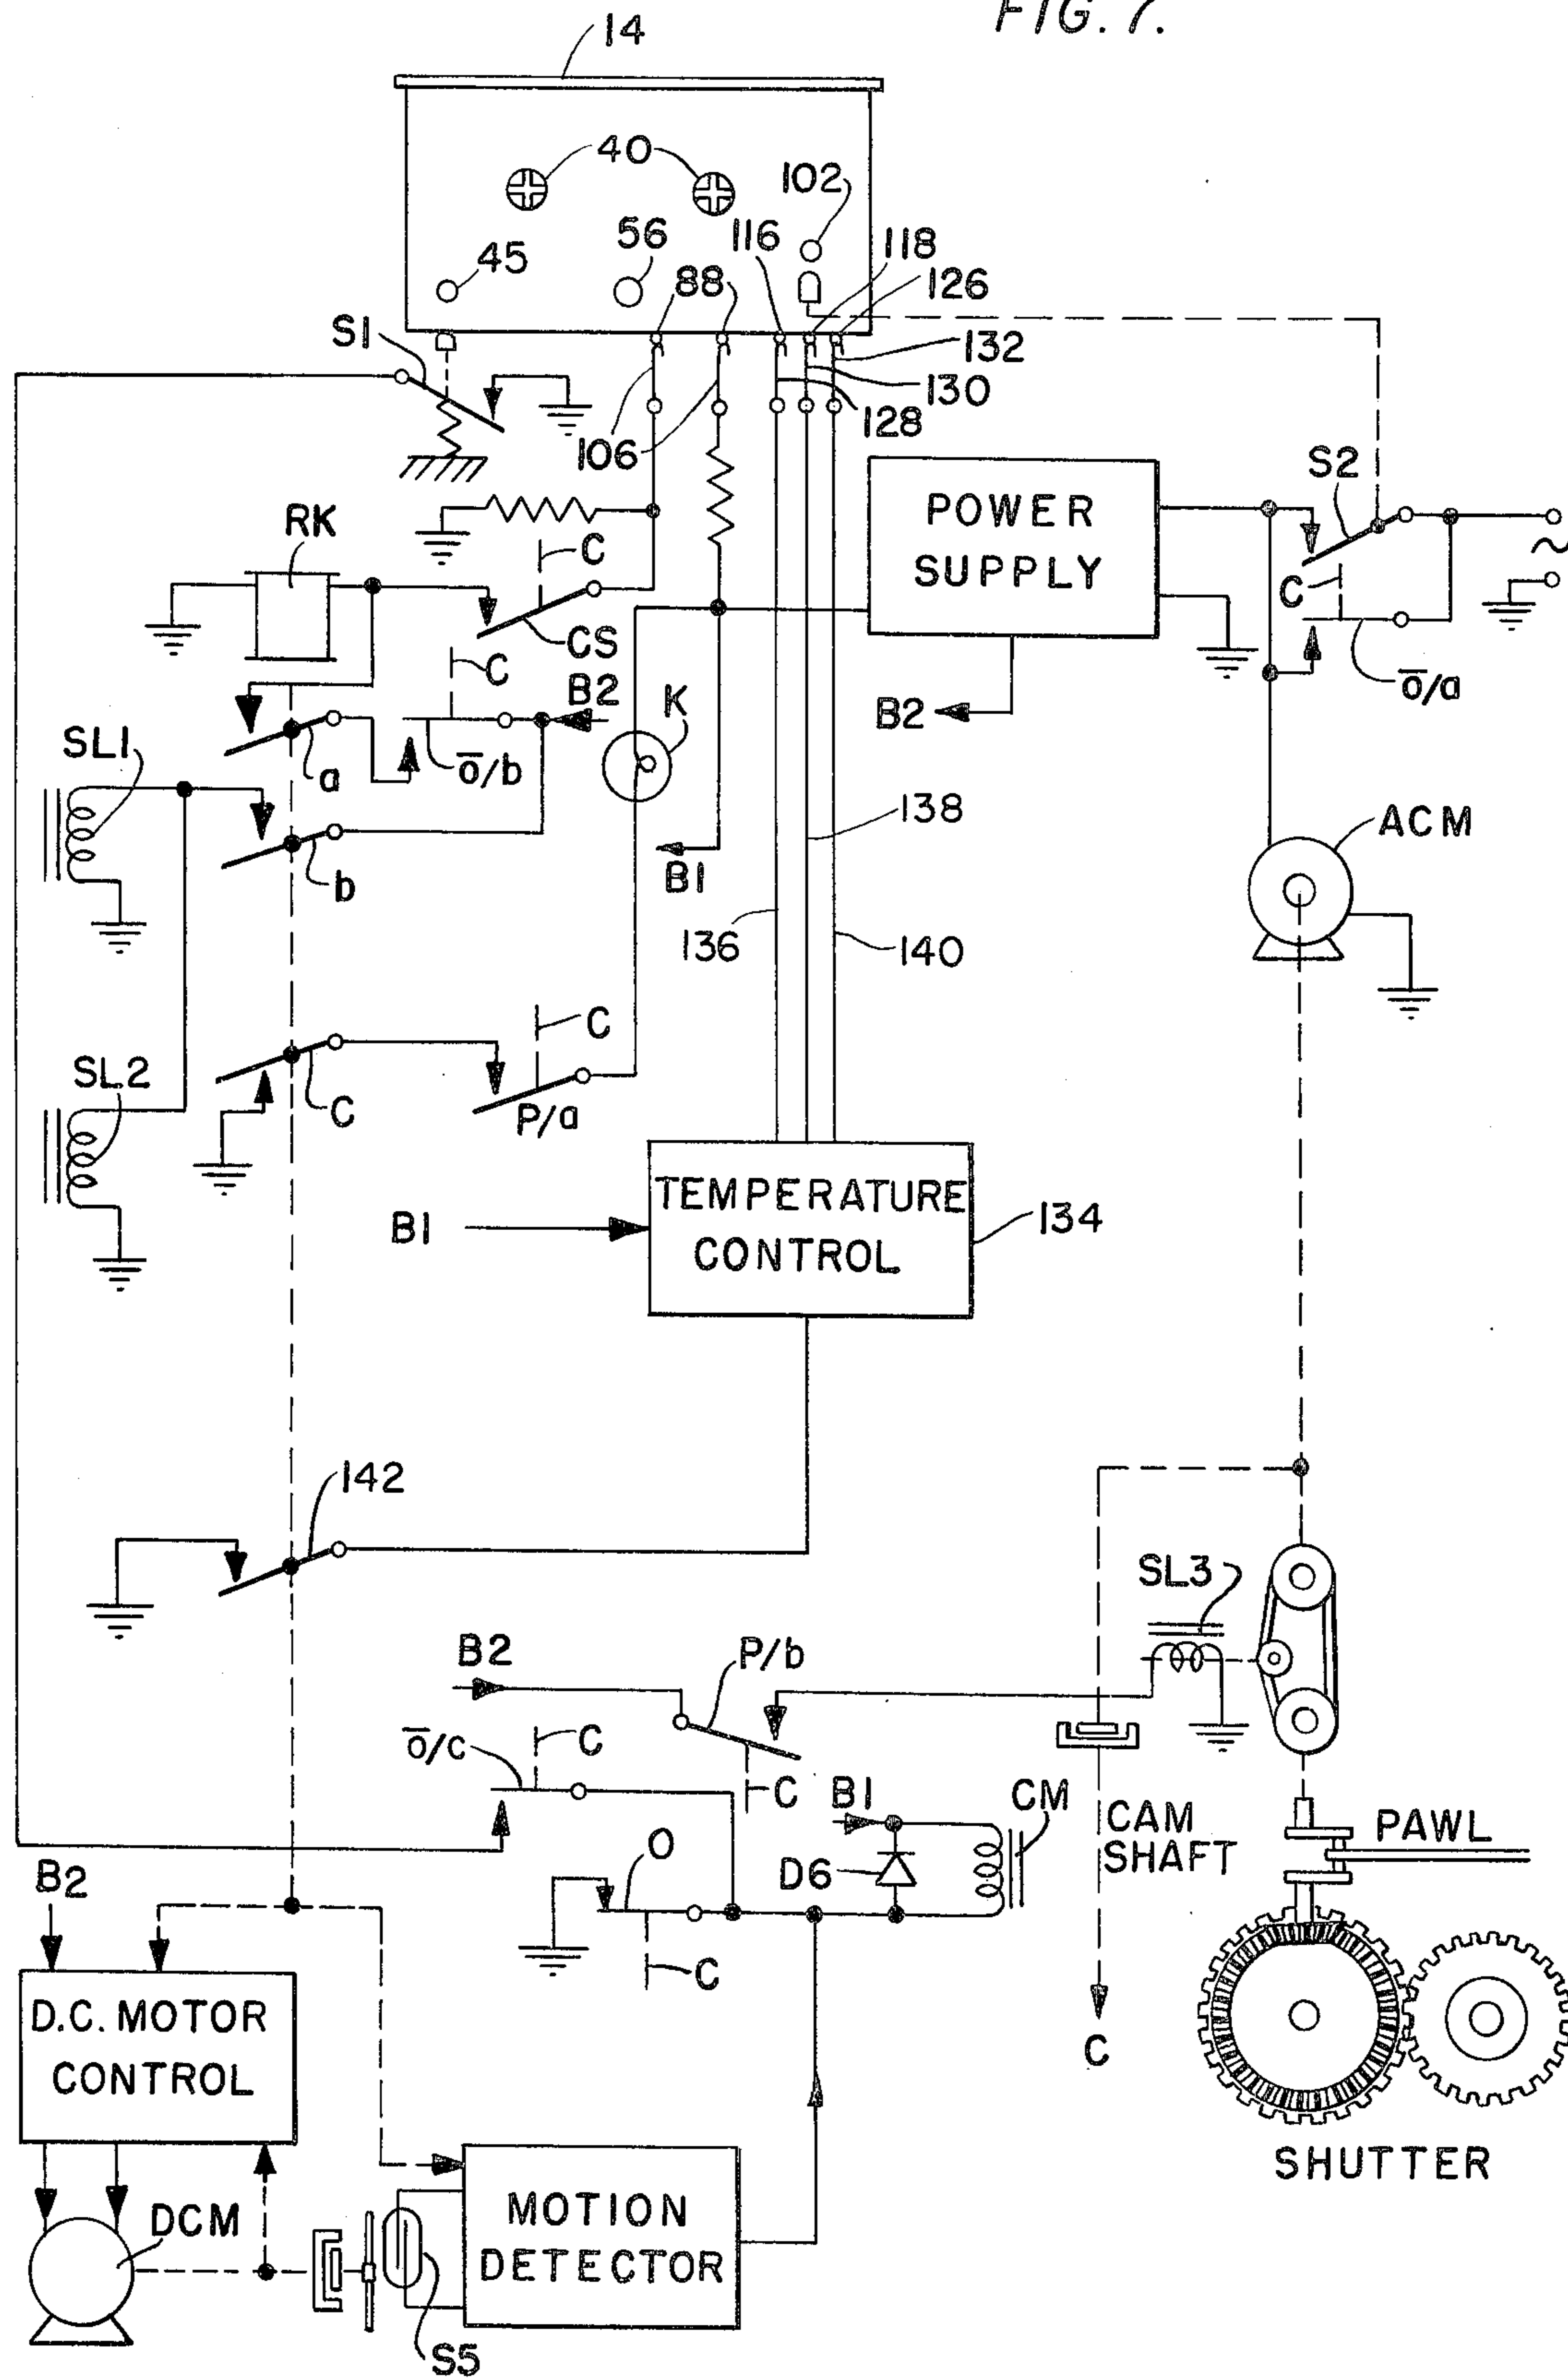 FIG. 7.
14
40
102
45
56
116
118
88
126
S1
132
130
128
106
S2
RK
C
POWER
SUPPLY
C
CS
C
B2
o̅/a
K
B2
SL1
a
o̅/b
138
ACM
b
B1
136
140
C
SL2
C
P/a
B1
TEMPERATURE
CONTROL
134
142
SL3
B2
P/b
o̅/c
C
C
B1
CM
CAM
SHAFT
PAWL
O
D6
B2
C
D.C. MOTOR
CONTROL
C
SHUTTER
DCM
MOTION
DETECTOR
S5